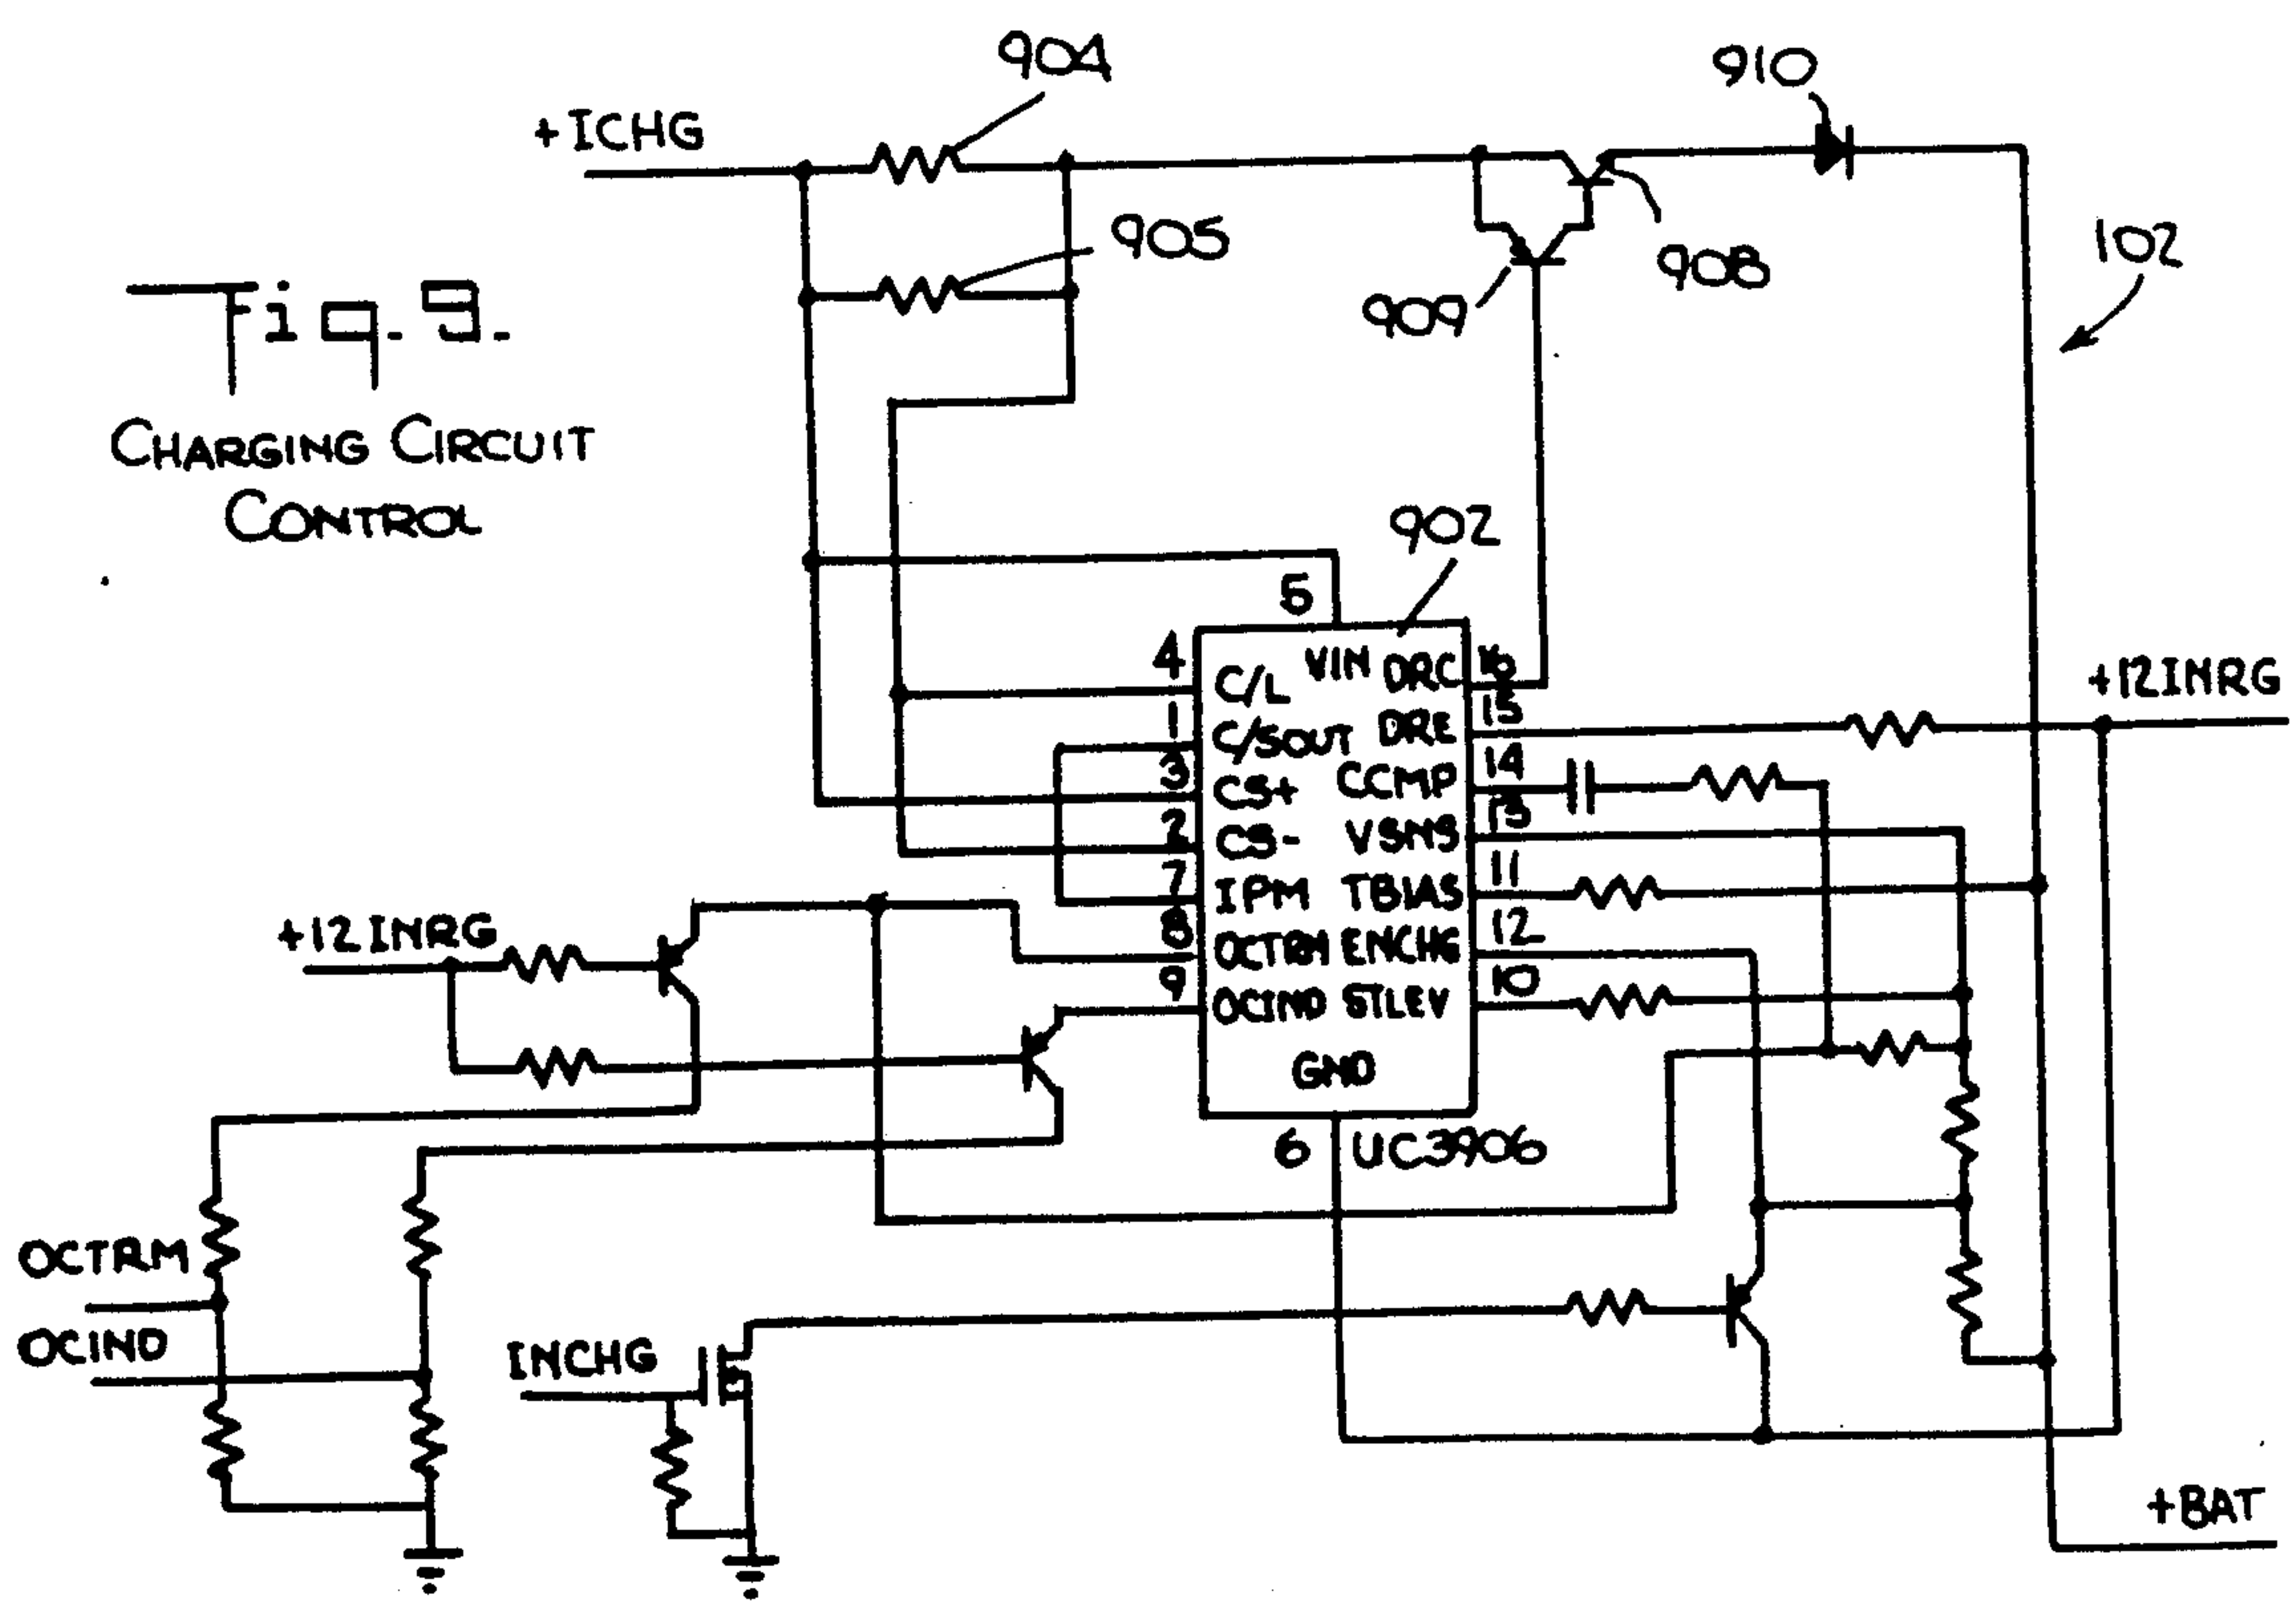 904
910
+ICHG
905
908
909
102
Fig. 9.
CHARGING CIRCUIT
CONTROL
902
5
4
C/L
VIN DRC
16
1
C/SOUT DRE
15
3
CS+ CCMP
14
2
CS- VSNS
13
7
IPM TBIAS
11
8
OCTRM ENCHG
12
9
OCIND STLEV
10
GND
6
UC3906
+12INRG
+12INRG
OCTRM
OCIND
INCHG
+BAT